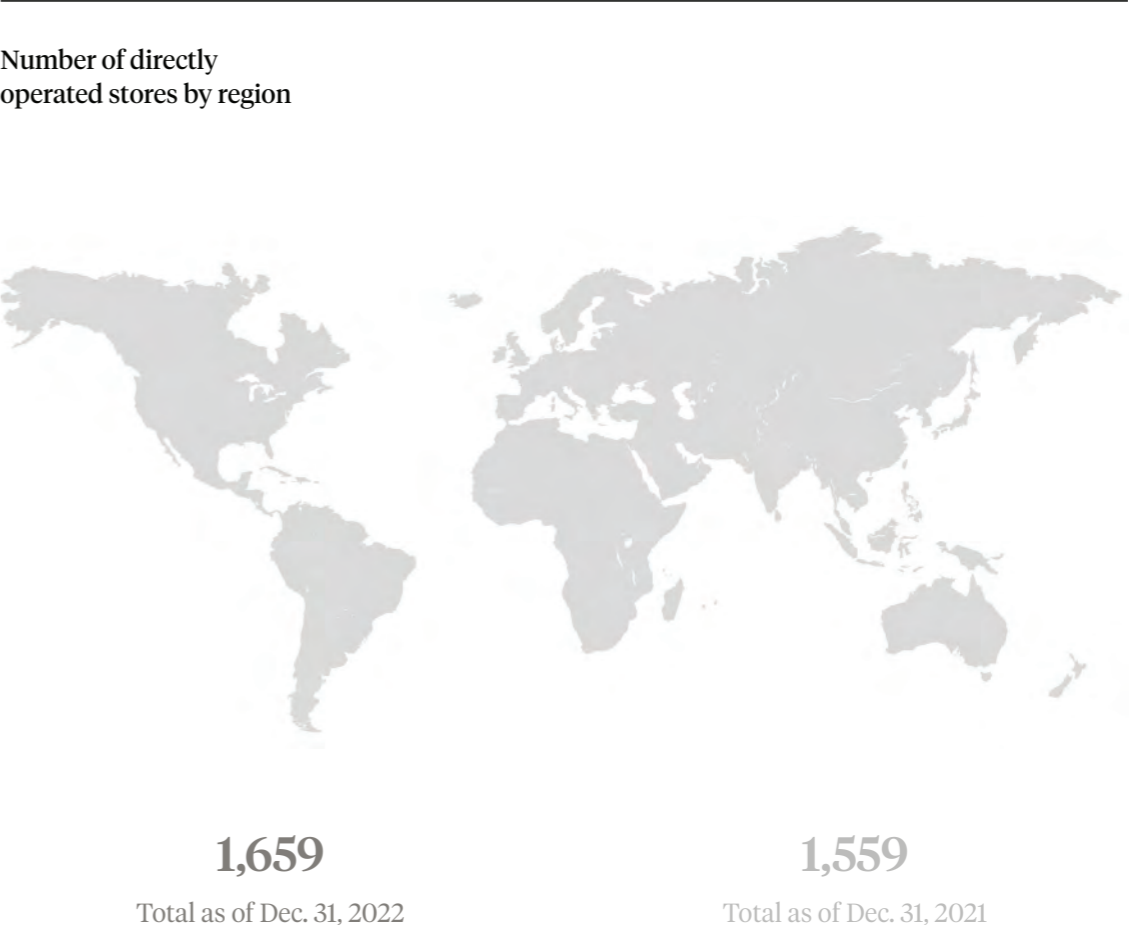 Number of directly
operated stores by region
1,659
1,559
Total as of Dec. 31, 2022
Total as of Dec. 31, 2021